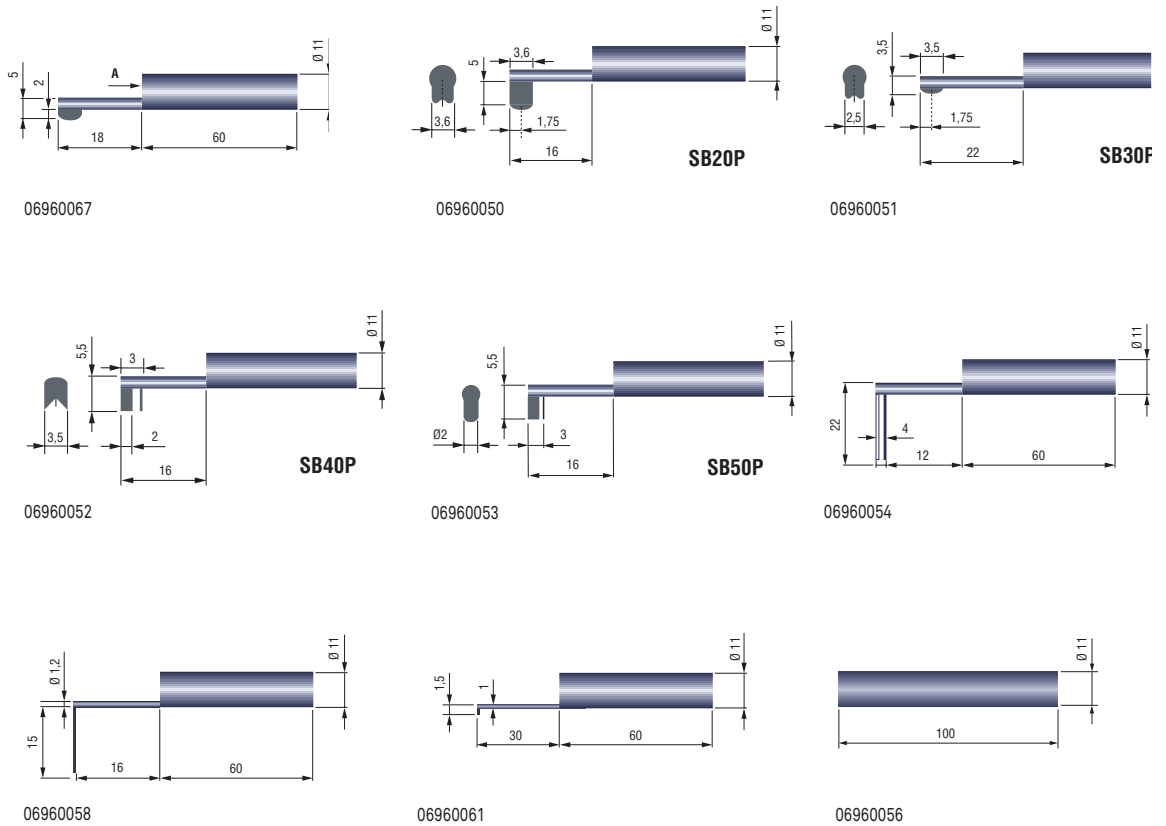 5
2
A
Ø 11
18
60
06960067
3,6
5
Ø 11
3,6
1,75
16
SB20P
06960050
3,5
3,5
2,5
1,75
22
SB30P
06960051
5,5
3
Ø 11
3,5
2
16
SB40P
06960052
5,5
Ø 11
Ø2
3
16
SB50P
06960053
Ø 11
22
4
12
60
06960054
Ø 1,2
Ø 11
15
16
60
06960058
1,5
1
Ø 11
30
60
06960061
Ø 11
100
06960056